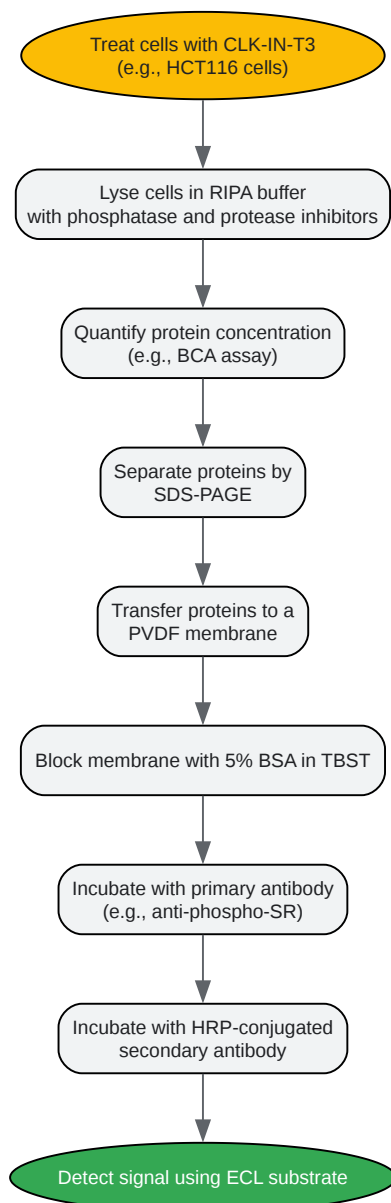 Treat cells with CLK-IN-T3
(e.g., HCT116 cells)
Lyse cells in RIPA buffer
with phosphatase and protease inhibitors
Quantify protein concentration
(e.g., BCA assay)
Separate proteins by
SDS-PAGE
Transfer proteins to a
PVDF membrane
Block membrane with 5% BSA in TBST
Incubate with primary antibody
(e.g., anti-phospho-SR)
Incubate with HRP-conjugated
secondary antibody
Detect signal using ECL substrate